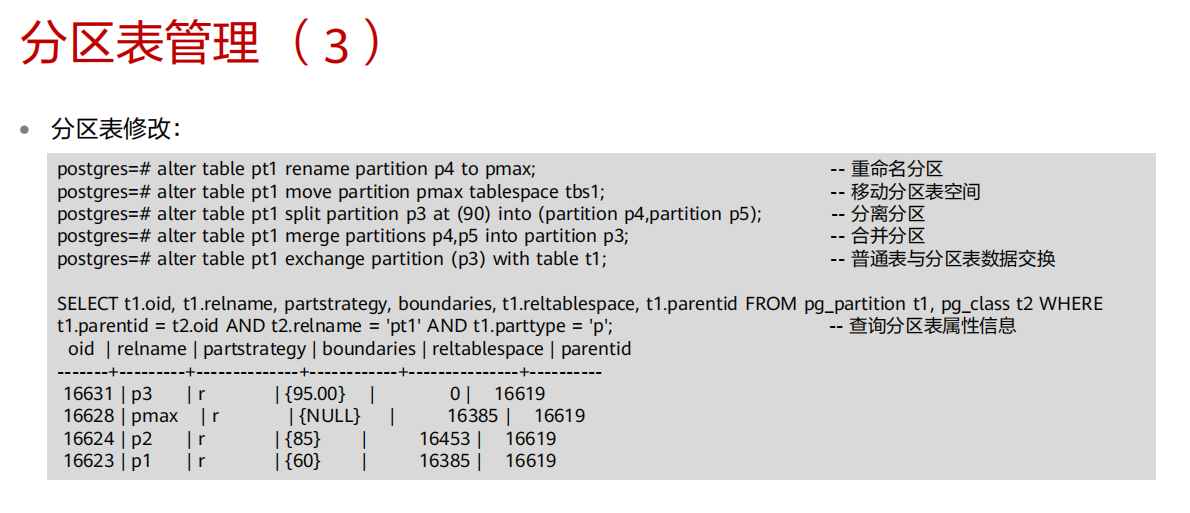 分区表管理（3）
• 分区表修改：
postgres=# alter table pt1 rename partition p4 to pmax; -- 重命名分区
postgres=# alter table pt1 move partition pmax tablespace tbs1; -- 移动分区表空间
postgres=# alter table pt1 split partition p3 at (90) into (partition p4,partition p5); -- 分离分区
postgres=# alter table pt1 merge partitions p4,p5 into partition p3; -- 合并分区
postgres=# alter table pt1 exchange partition (p3) with table t1; -- 普通表与分区表数据交换
SELECT t1.oid, t1.relname, partstrategy, boundaries, t1.reltablespace, t1.parentid FROM pg_partition t1, pg_class t2 WHERE
t1.parentid = t2.oid AND t2.relname = 'pt1' AND t1.parttype = 'p'; -- 查询分区表属性信息
oid | relname | partstrategy | boundaries | reltablespace | parentid
-------+---------+--------------+------------+---------------+----------
16631 | p3 | r | {95.00} | 0 | 16619
16628 | pmax | r | {NULL} | 16385 | 16619
16624 | p2 | r | {85} | 16453 | 16619
16623 | p1 | r | {60} | 16385 | 16619